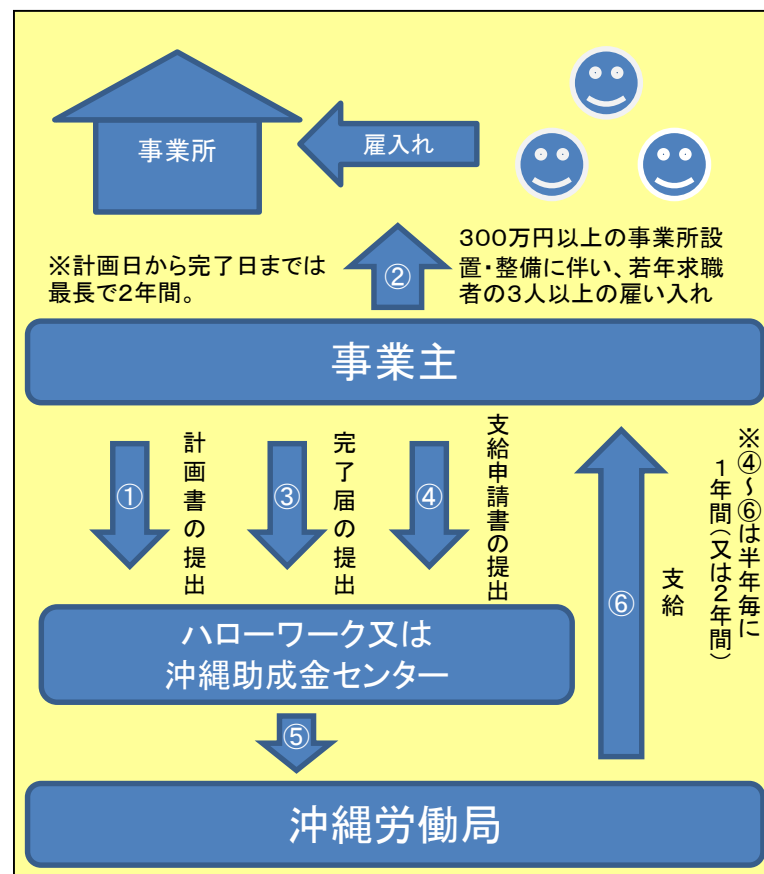 事業所
雇入れ
※計画日から完了日までは
最長で2年間。
②
300万円以上の事業所設
置・整備に伴い、若年求職
者の3人以上の雇い入れ
事業主
①
計画書の提出
③
完了届の提出
④
支給申請書の提出
⑥
支給
※④~⑥は半年毎に
1年間(又は2年間)
ハローワーク又は
沖縄助成金センター
⑤
沖縄労働局